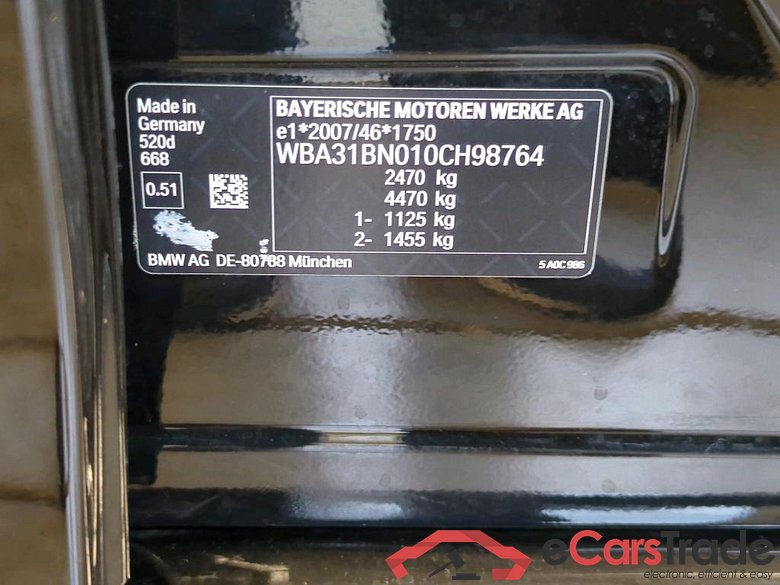 Made in
Germany
520d
668
0.51
BAYERISCHE MOTOREN WERKE AG
e1*2007/46*1750
WBA31BN010CH98764
2470 kg
4470 kg
1- 1125 kg
2- 1455 kg
BMW AG DE-80788 München
5A0C986
eCarsTrade
electronic, efficient & easy